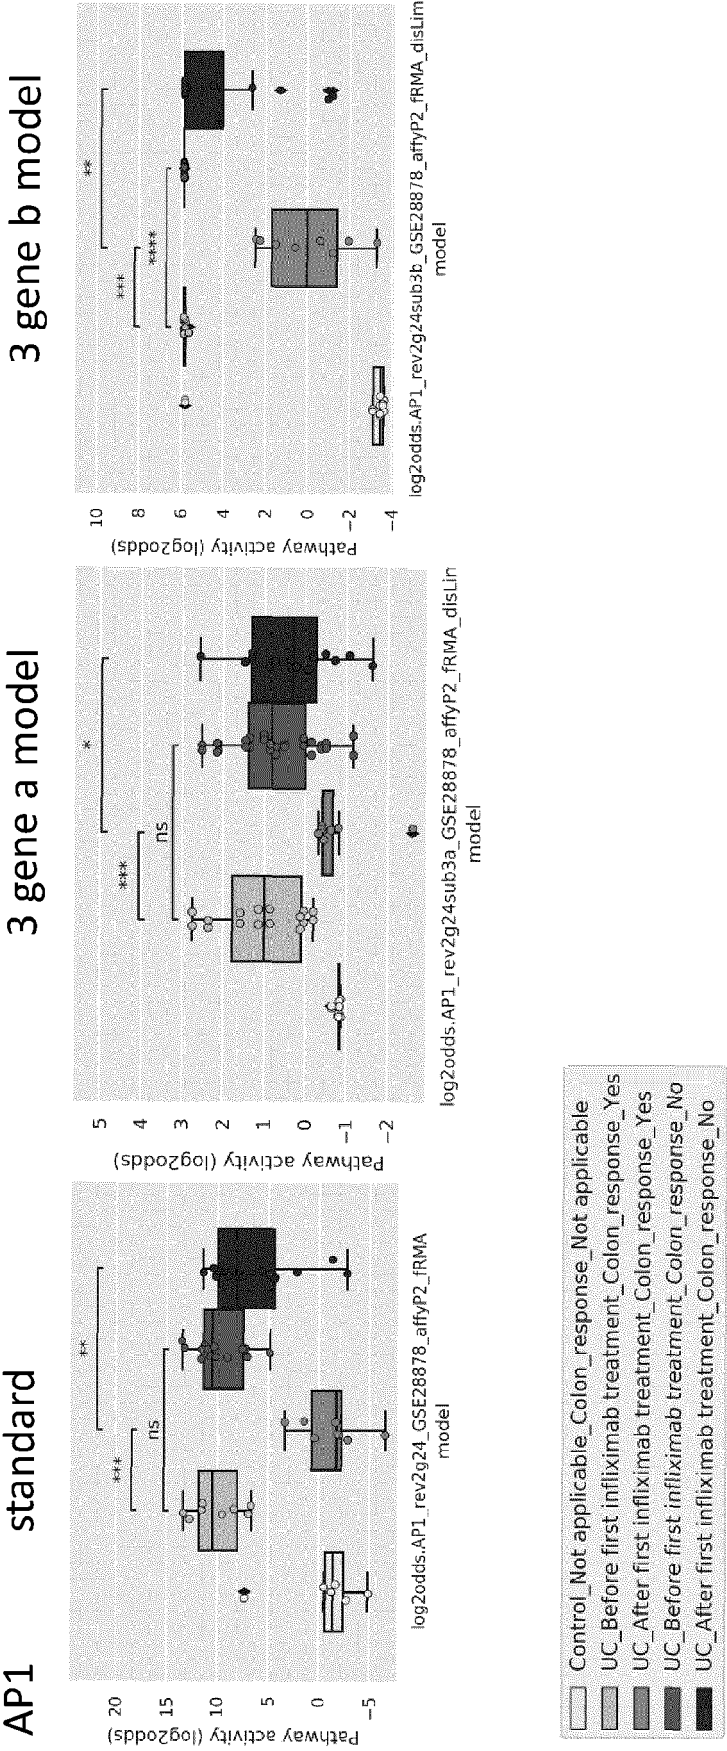 AP1 standard
3 gene a model
3 gene b model
Pathway activity (log2odds)
20
15
10
5
0
−5
***
ns
**
log2odds.AP1_rev2g24_GSE28878_affyP2_fRMA
model
Pathway activity (log2odds)
5
4
3
2
1
0
−1
−2
***
ns
*
log2odds.AP1_rev2g24sub3a_GSE28878_affyP2_fRMA_disLin
model
Pathway activity (log2odds)
10
8
6
4
2
0
−2
−4
***
****
**
log2odds.AP1_rev2g24sub3b_GSE28878_affyP2_fRMA_disLim
model
Control_Not applicable_Colon_response_Not applicable
UC_Before first infliximab treatment_Colon_response_Yes
UC_After first infliximab treatment_Colon_response_Yes
UC_Before first infliximab treatment_Colon_response_No
UC_After first infliximab treatment_Colon_response_No